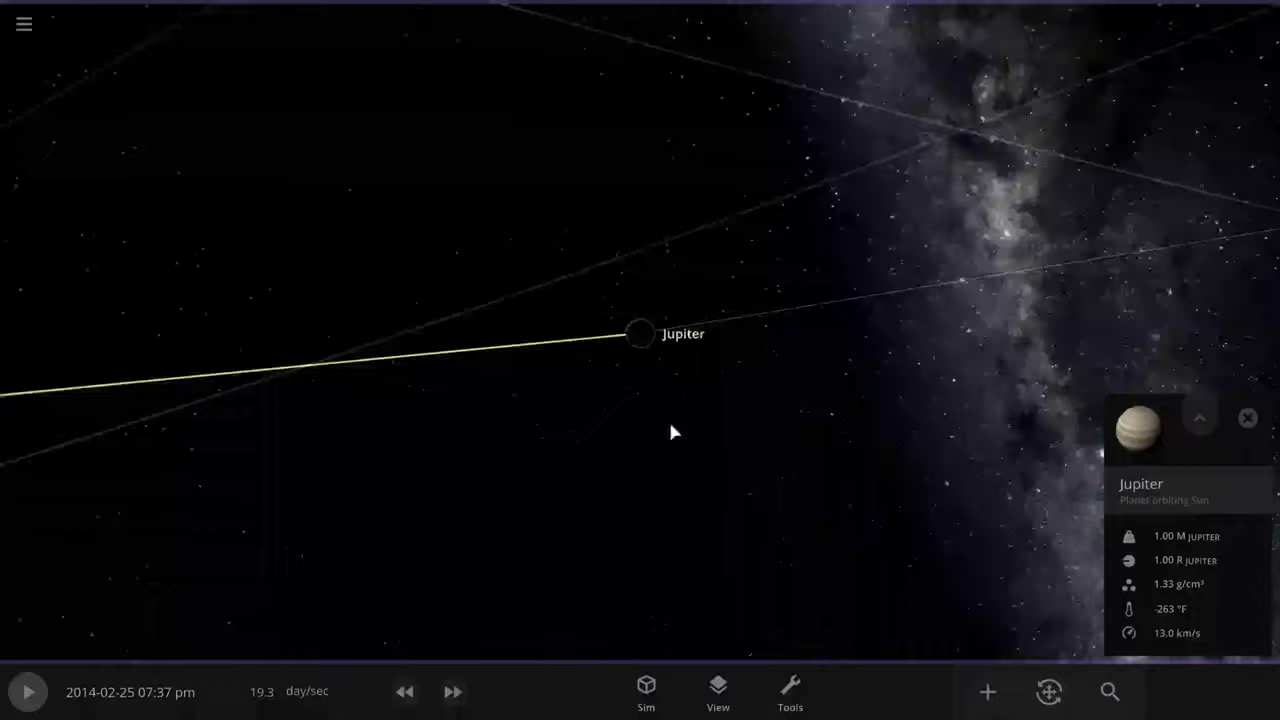 Jupiter
Jupiter
Planet orbiting Sun
1.00 M JUPITER
1.00 R JUPITER
1.33 g/cm³
-263 °F
13.0 km/s
2014-02-25 07:37 pm
19.3 day/sec
Sim
View
Tools